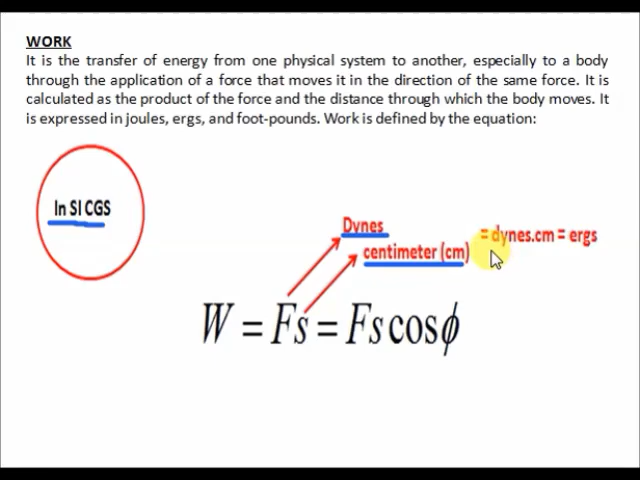 WORK
It is the transfer of energy from one physical system to another, especially to a body
through the application of a force that moves it in the direction of the same force. It is
calculated as the product of the force and the distance through which the body moves. It
is expressed in joules, ergs, and foot-pounds. Work is defined by the equation:
In SI CGS
Dynes
centimeter (cm)
= dynes.cm = ergs
W = Fs = Fs cosϕ